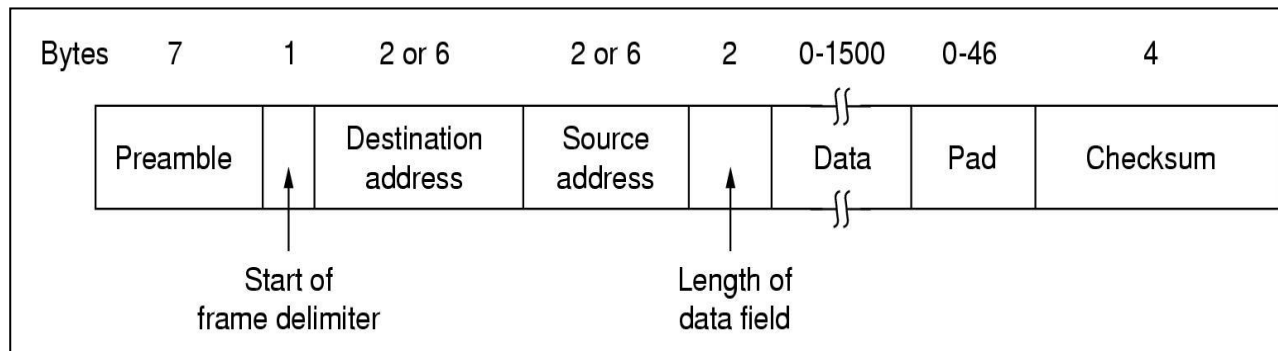 Bytes 7 1 2 or 6 2 or 6 2 0-1500 0-46 4
Preamble
Destination
address
Source
address
Data
Pad
Checksum
Start of
frame delimiter
Length of
data field